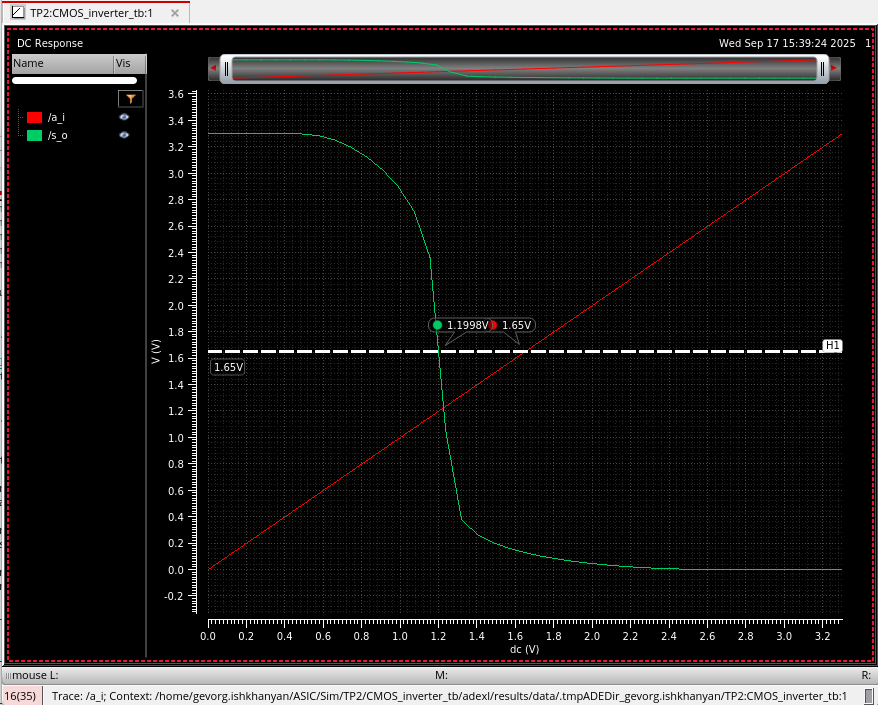 TP2:CMOS_inverter_tb:1
DC Response
Wed Sep 17 15:39:24 2025 1
Name Vis
/a_i
/s_o
3.6
3.4
3.2
3.0
2.8
2.6
2.4
2.2
2.0
1.8
1.6
1.4
1.2
1.0
0.8
0.6
0.4
0.2
0.0
-0.2
V (V)
1.1998V 1.65V
H1
1.65V
0.0 0.2 0.4 0.6 0.8 1.0 1.2 1.4 1.6 1.8 2.0 2.2 2.4 2.6 2.8 3.0 3.2
dc (V)
mouse L: M: R:
16(35) Trace: /a_i; Context: /home/gevorg.ishkhanyan/ASIC/Sim/TP2/CMOS_inverter_tb/adexl/results/data/.tmpADEDir_gevorg.ishkhanyan/TP2:CMOS_inverter_tb:1